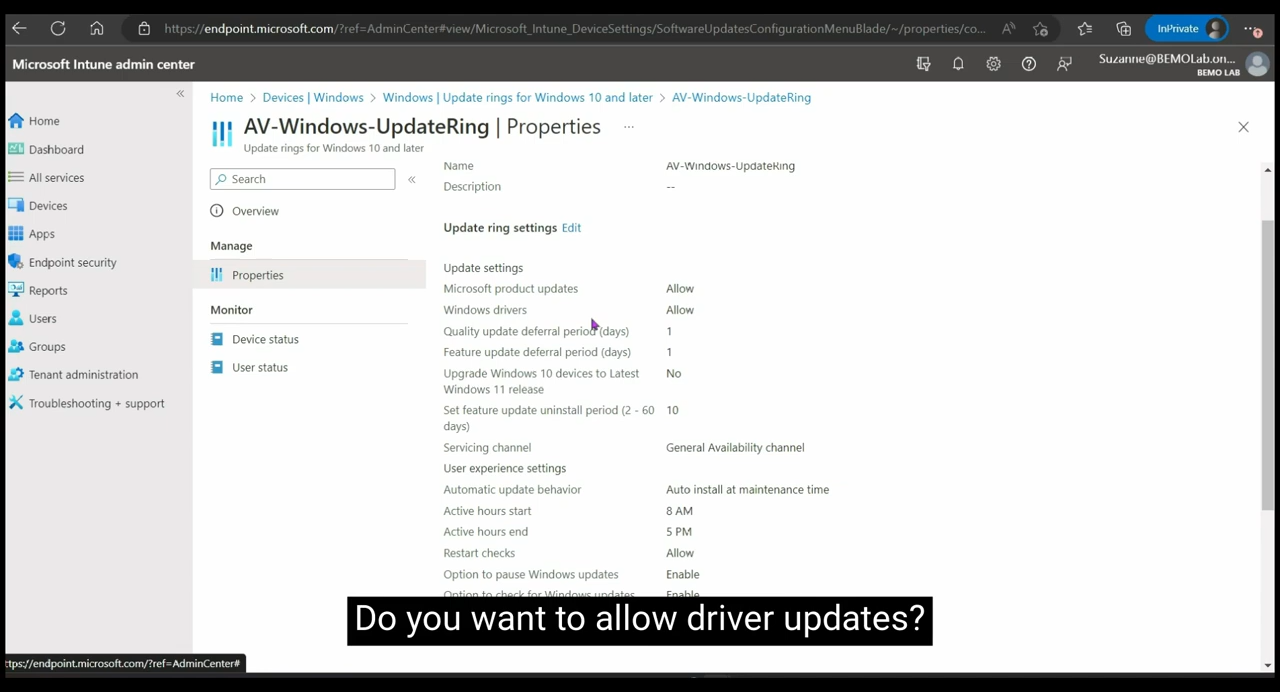 https://endpoint.microsoft.com/?ref=AdminCenter#view/Microsoft_Intune_DeviceSettings/SoftwareUpdatesConfigurationMenuBlade/~/properties/co...
InPrivate
Microsoft Intune admin center
Suzanne@BEMOLab.on...
BEMO LAB
Home > Devices | Windows > Windows | Update rings for Windows 10 and later > AV-Windows-UpdateRing
AV-Windows-UpdateRing | Properties ...
Update rings for Windows 10 and later
Home
Dashboard
All services
Devices
Apps
Endpoint security
Reports
Users
Groups
Tenant administration
Troubleshooting + support
Search
Overview
Manage
Properties
Monitor
Device status
User status
Name AV-Windows-UpdateRing
Description --
Update ring settings Edit
Update settings
Microsoft product updates Allow
Windows drivers Allow
Quality update deferral period (days) 1
Feature update deferral period (days) 1
Upgrade Windows 10 devices to Latest No
Windows 11 release
Set feature update uninstall period (2 - 60 10
days)
Servicing channel General Availability channel
User experience settings
Automatic update behavior Auto install at maintenance time
Active hours start 8 AM
Active hours end 5 PM
Restart checks Allow
Option to pause Windows updates Enable
Option to check for Windows updates Enable
Do you want to allow driver updates?
ttps://endpoint.microsoft.com/?ref=AdminCenter#